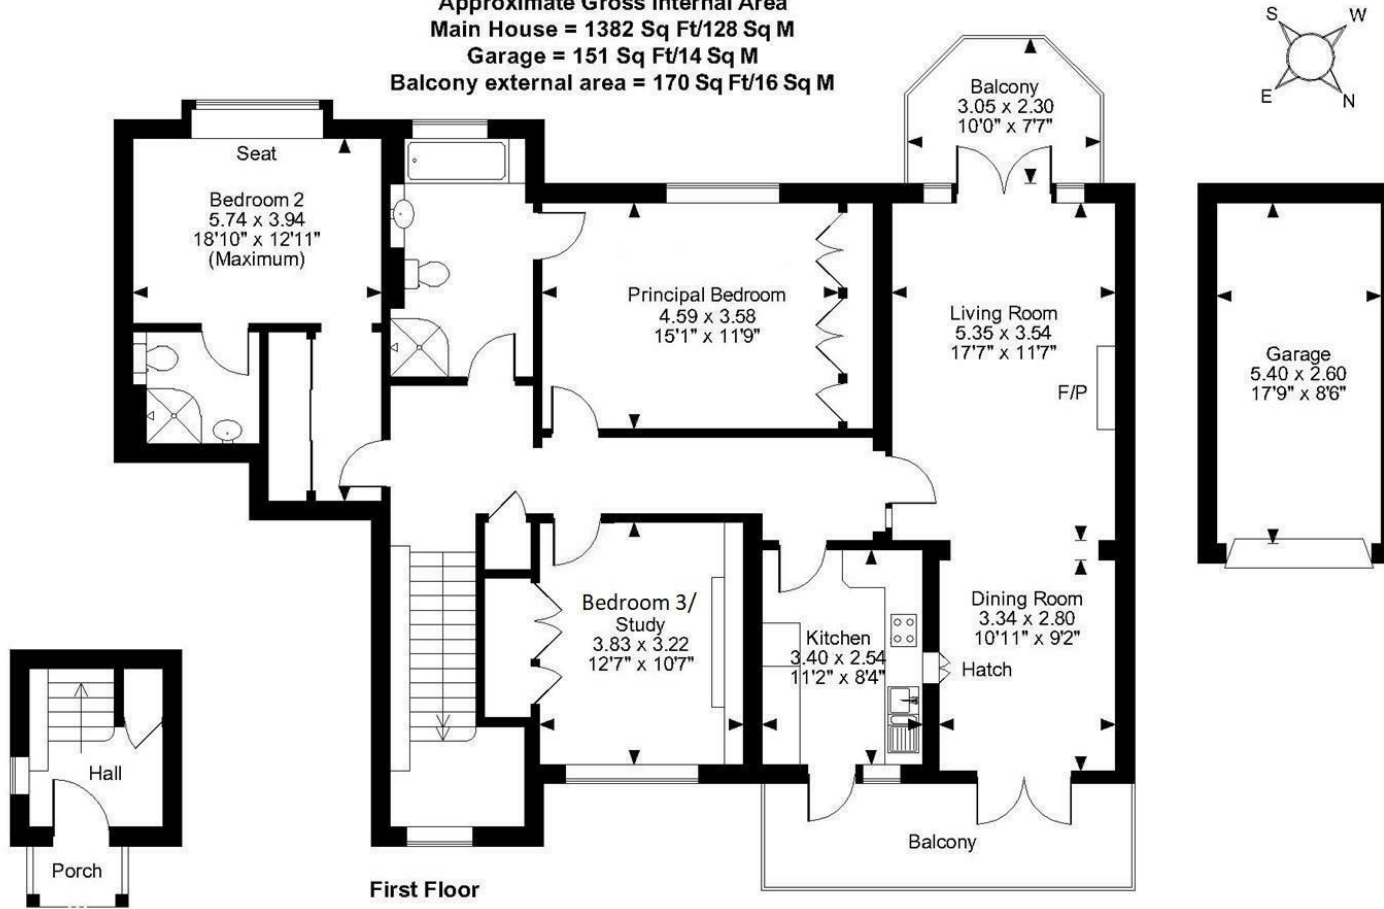 Approximate Gross Internal Area
Main House = 1382 Sq Ft/128 Sq M
Garage = 151 Sq Ft/14 Sq M
Balcony external area = 170 Sq Ft/16 Sq M
S
W
E
N
Balcony
3.05 x 2.30
10'0" x 7'7"
Seat
Bedroom 2
5.74 x 3.94
18'10" x 12'11"
(Maximum)
Principal Bedroom
4.59 x 3.58
15'1" x 11'9"
Living Room
5.35 x 3.54
17'7" x 11'7"
F/P
Garage
5.40 x 2.60
17'9" x 8'6"
Bedroom 3/
Study
3.83 x 3.22
12'7" x 10'7"
Kitchen
3.40 x 2.54
11'2" x 8'4"
Dining Room
3.34 x 2.80
10'11" x 9'2"
Hatch
Hall
Porch
Balcony
First Floor